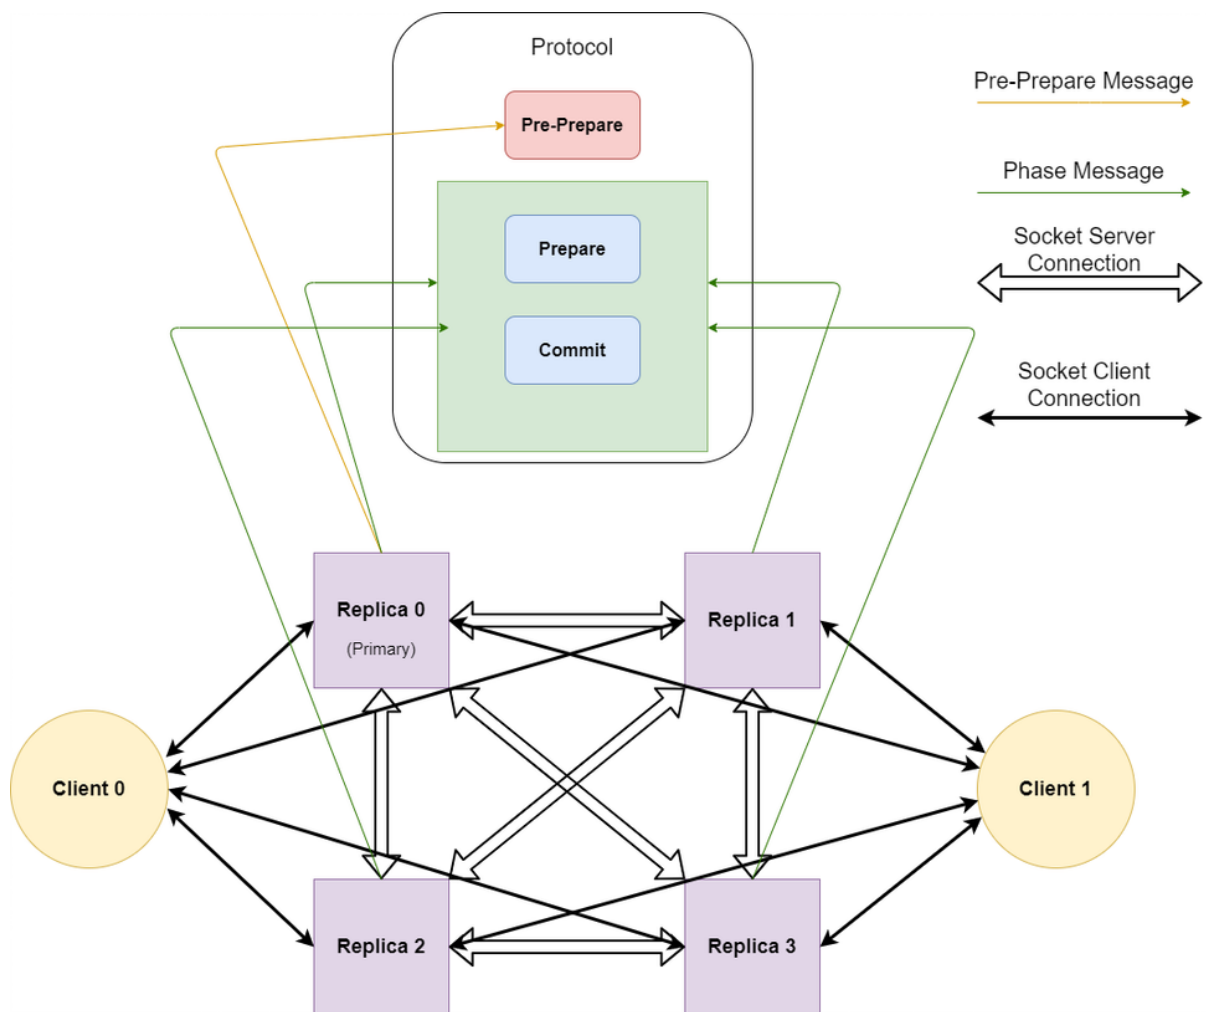 Protocol
Pre-Prepare
Prepare
Commit
Pre-Prepare Message
Phase Message
Socket Server
Connection
Socket Client
Connection
Replica 0
(Primary)
Replica 1
Client 0
Client 1
Replica 2
Replica 3